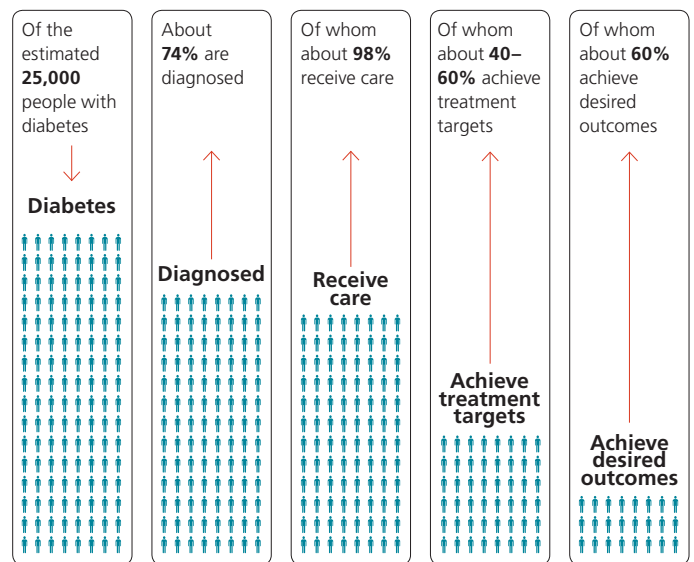 Of the
estimated
25,000
people with
diabetes
Diabetes
About
74% are
diagnosed
Diagnosed
Of whom
about 98%
receive care
Receive
care
Of whom
about 40–
60% achieve
treatment
targets
Achieve
treatment
targets
Of whom
about 60%
achieve
desired
outcomes
Achieve
desired
outcomes